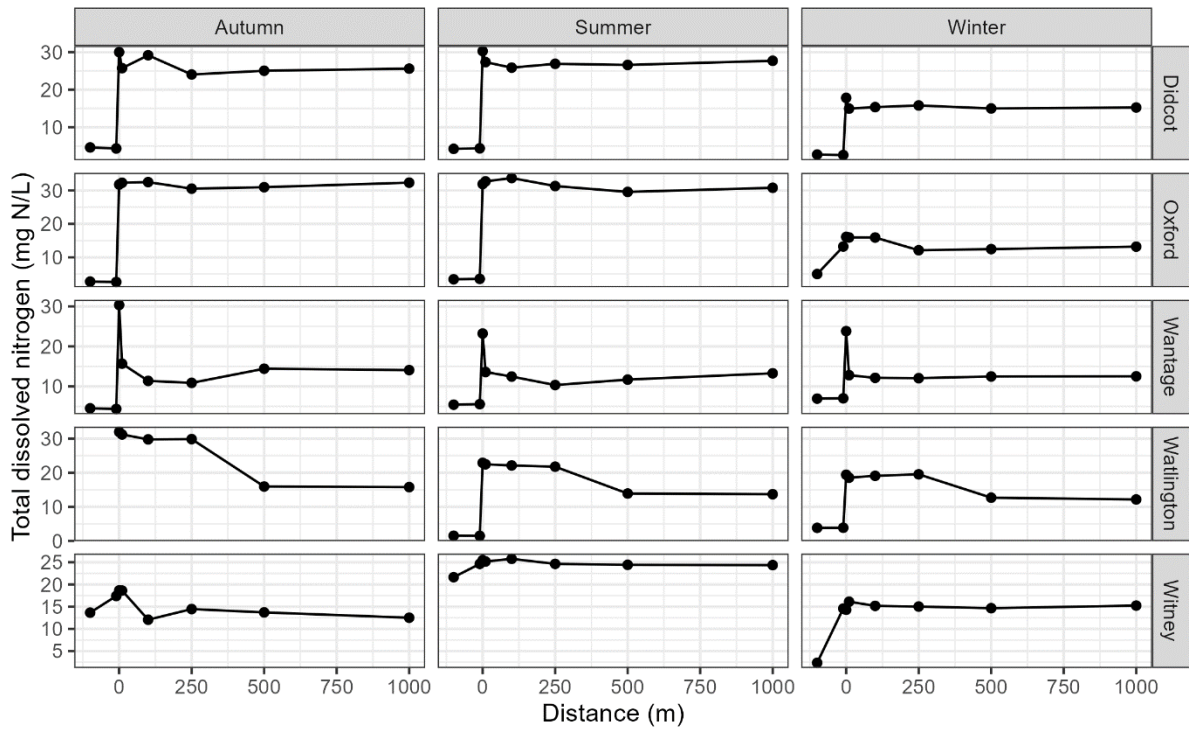 Autumn Summer Winter
Total dissolved nitrogen (mg N/L)
30
20
10
Didcot
30
20
10
Oxford
30
20
10
Wantage
30
20
10
0
Watlington
25
20
15
10
5
Witney
0 250 500 750 1000 0 250 500 750 1000 0 250 500 750 1000
Distance (m)